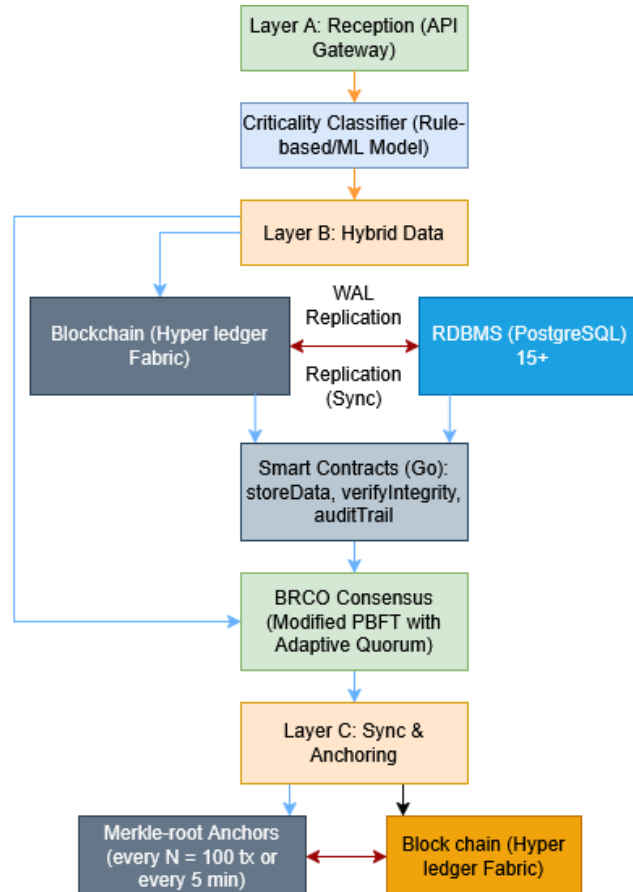 Layer A: Reception (API
Gateway)
Criticality Classifier (Rule-
based/ML Model)
Layer B: Hybrid Data
WAL
Replication
Blockchain (Hyper ledger
Fabric)
RDBMS (PostgreSQL)
15+
Replication
(Sync)
Smart Contracts (Go):
storeData, verifyIntegrity,
auditTrail
BRCO Consensus
(Modified PBFT with
Adaptive Quorum)
Layer C: Sync &
Anchoring
Merkle-root Anchors
(every N = 100 tx or
every 5 min)
Block chain (Hyper
ledger Fabric)